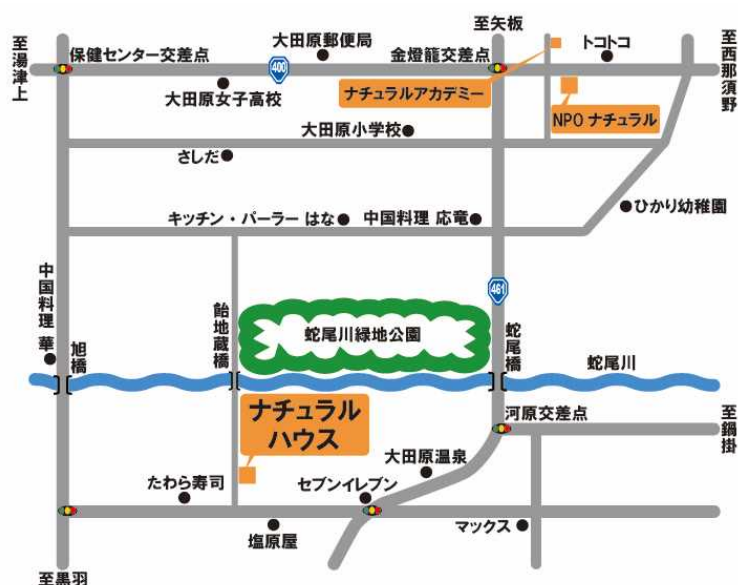 至湯津上
保健センター交差点
大田原郵便局
400
金燈籠交差点
至矢板
トコトコ
至西那須野
大田原女子高校
ナチュラルアカデミー
NPO ナチュラル
大田原小学校
さしだ
キッチン・パーラー はな
中国料理 応竜
ひかり幼稚園
中国料理 華
旭橋
飴地蔵橋
蛇尾川緑地公園
461
蛇尾橋
蛇尾川
ナチュラル
ハウス
河原交差点
至鍋掛
大田原温泉
たわら寿司
セブンイレブン
塩原屋
マックス
至黒羽